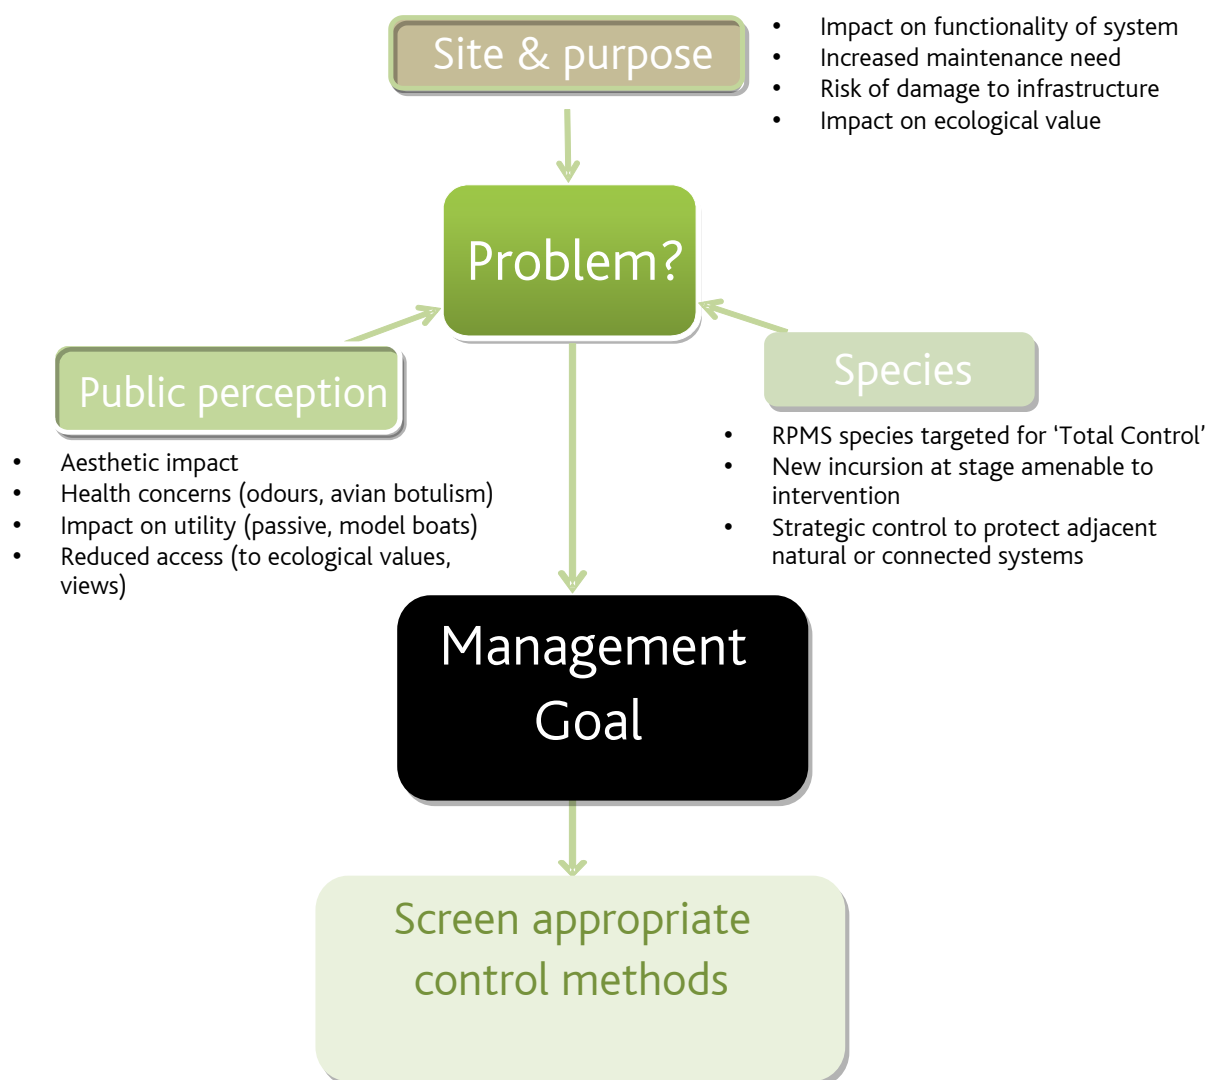 Site & purpose
• Impact on functionality of system
• Increased maintenance need
• Risk of damage to infrastructure
• Impact on ecological value
Problem?
Public perception
• Aesthetic impact
• Health concerns (odours, avian botulism)
• Impact on utility (passive, model boats)
• Reduced access (to ecological values,
views)
Species
• RPMS species targeted for ‘Total Control’
• New incursion at stage amenable to
intervention
• Strategic control to protect adjacent
natural or connected systems
Management
Goal
Screen appropriate
control methods